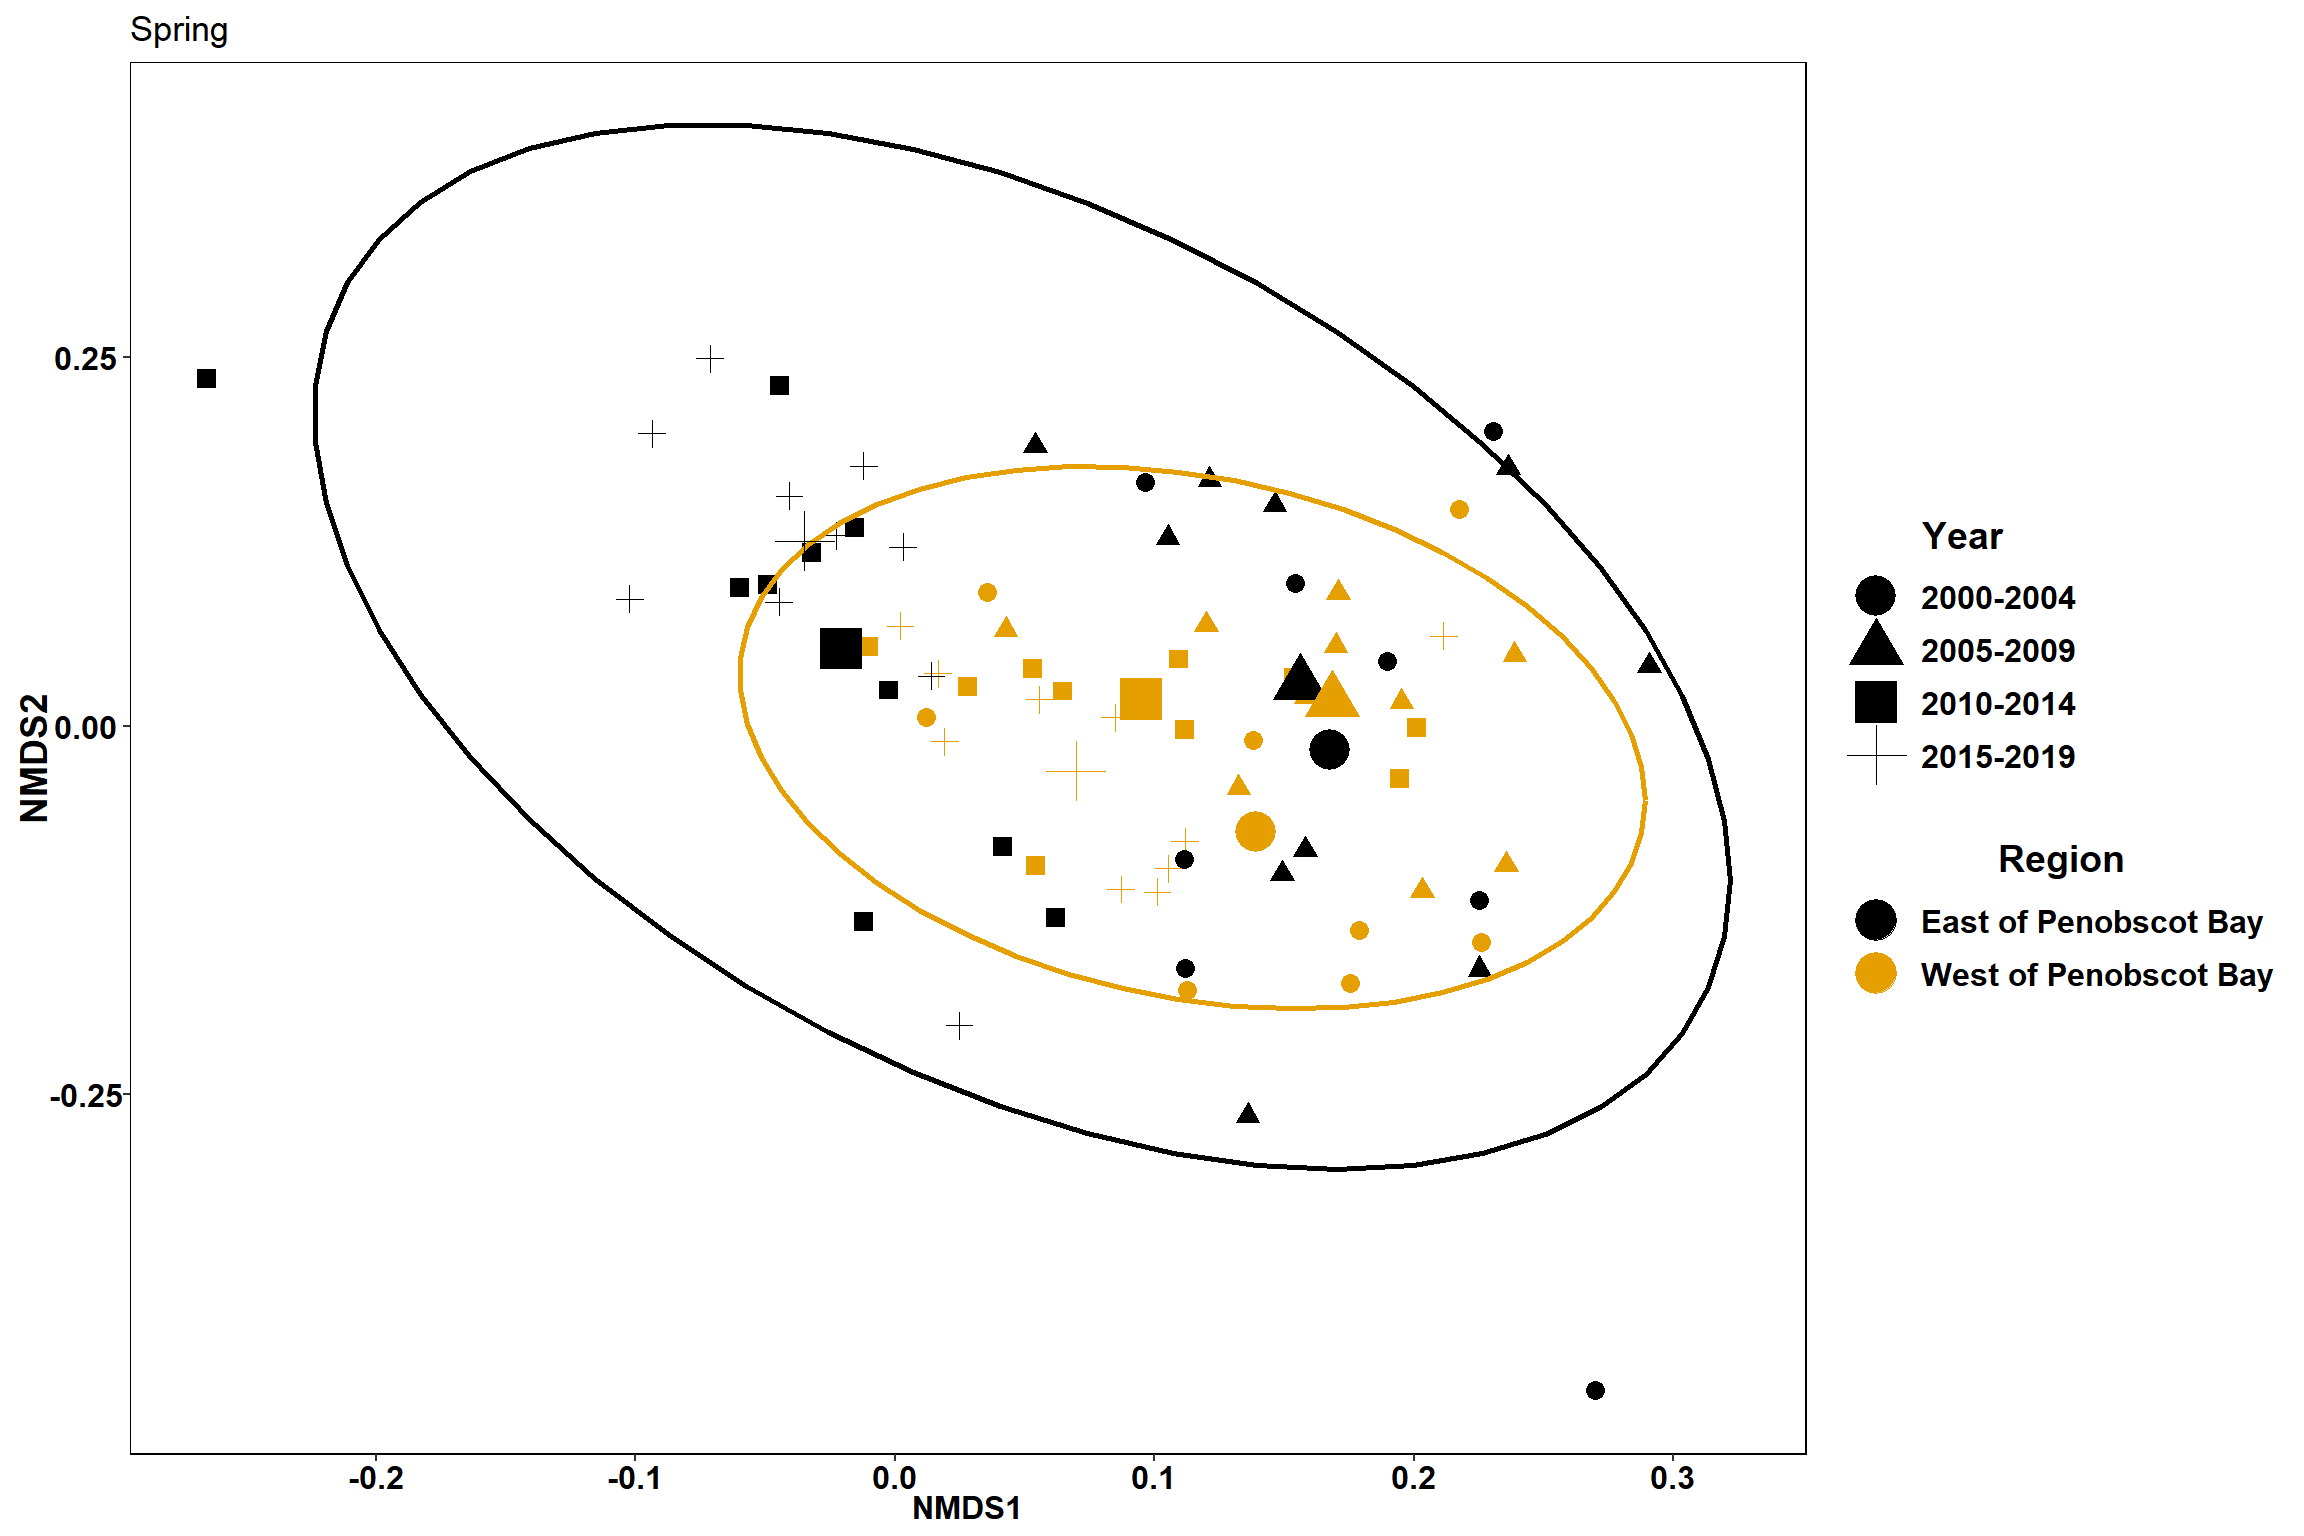 Spring
NMDS2
0.25
0.00
-0.25
-0.2
-0.1
0.0
0.1
0.2
0.3
NMDS1
Year
2000-2004
2005-2009
2010-2014
2015-2019
Region
East of Penobscot Bay
West of Penobscot Bay